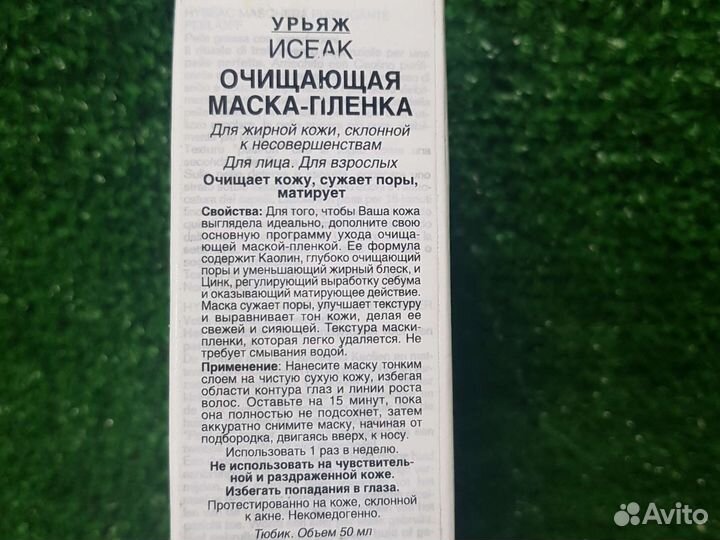 УРЬЯЖ
ИСЕАК
ОЧИЩАЮЩАЯ
МАСКА-ПЛЕНКА
Для жирной кожи, склонной
к несовершенствам
Для лица. Для взрослых
Очищает кожу, сужает поры,
матирует
Свойства: Для того, чтобы Ваша кожа
выглядела идеально, дополните свою
основную программу ухода очища-
ющей маской-пленкой. Ее формула
содержит Каолин, глубоко очищающий
поры и уменьшающий жирный блеск, и
Цинк, регулирующий выработку себума
и оказывающий матирующее действие.
Маска сужает поры, улучшает текстуру
и выравнивает тон кожи, делая ее
свежей и сияющей. Текстура маски-
пленки, которая легко удаляется. Не
требует смывания водой.
Применение: Нанесите маску тонким
слоем на чистую сухую кожу, избегая
области контура глаз и линии роста
волос. Оставьте на 15 минут, пока
она полностью не подсохнет, затем
аккуратно снимите маску, начиная от
подбородка, двигаясь вверх, к носу.
Использовать 1 раз в неделю.
Не использовать на чувствитель-
ной и раздраженной коже.
Избегать попадания в глаза.
Протестированно на коже, склонной
к акне. Некомедогенно.
Тюбик. Объем 50 мл
Avito